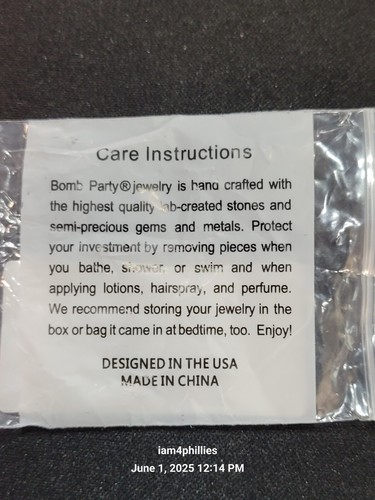 Care Instructions
Bomb Party® jewelry is hand crafted with
the highest quality lab-created stones and
semi-precious gems and metals. Protect
your investment by removing pieces when
you bathe, shower, or swim and when
applying lotions, hairspray, and perfume.
We recommend storing your jewelry in the
box or bag it came in at bedtime, too. Enjoy!
DESIGNED IN THE USA
MADE IN CHINA
iam4phillies
June 1, 2025 12:14 PM